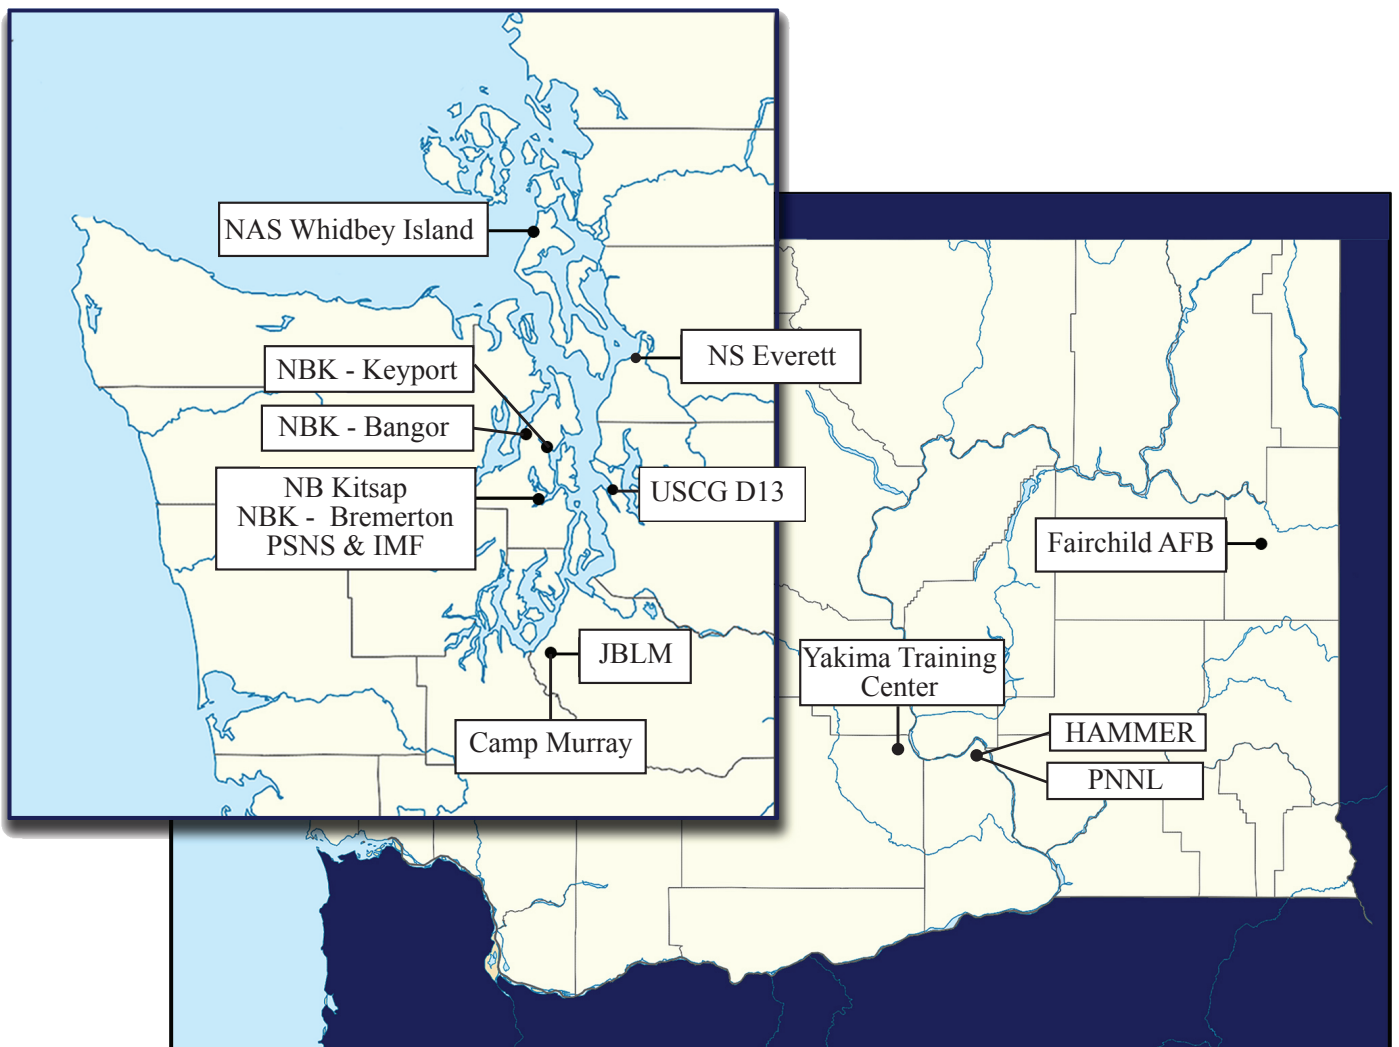 NAS Whidbey Island
NS Everett
NBK - Keyport
NBK - Bangor
NB Kitsap
NBK - Bremerton
PSNS & IMF
USCG D13
Fairchild AFB
JBLM
Yakima Training
Center
Camp Murray
HAMMER
PNNL